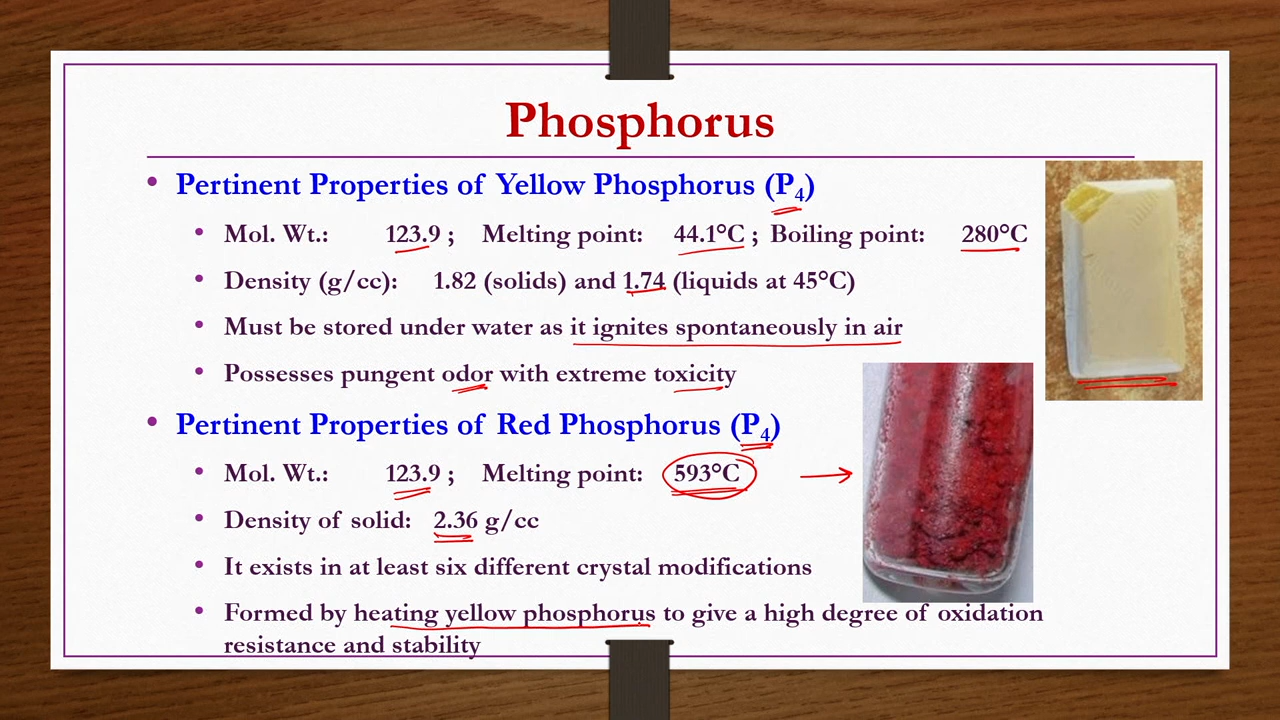 Phosphorus
• Pertinent Properties of Yellow Phosphorus (P₄)
• Mol. Wt.: 123.9 ; Melting point: 44.1°C ; Boiling point: 280°C
• Density (g/cc): 1.82 (solids) and 1.74 (liquids at 45°C)
• Must be stored under water as it ignites spontaneously in air
• Possesses pungent odor with extreme toxicity
• Pertinent Properties of Red Phosphorus (P₄)
• Mol. Wt.: 123.9 ; Melting point: 593°C
• Density of solid: 2.36 g/cc
• It exists in at least six different crystal modifications
• Formed by heating yellow phosphorus to give a high degree of oxidation
resistance and stability